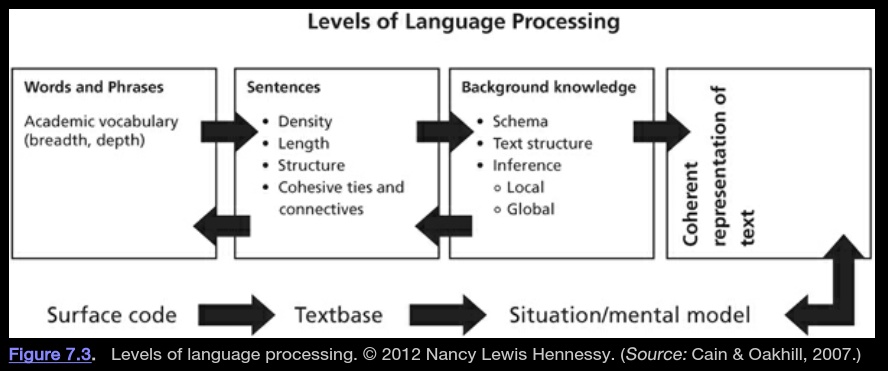 Levels of Language Processing
Words and Phrases
Academic vocabulary
(breadth, depth)
Sentences
• Density
• Length
• Structure
• Cohesive ties and
connectives
Background knowledge
• Schema
• Text structure
• Inference
o Local
o Global
Coherent
representation of
text
Surface code
Textbase
Situation/mental model
Figure 7.3. Levels of language processing. © 2012 Nancy Lewis Hennessy. (Source: Cain & Oakhill, 2007.)